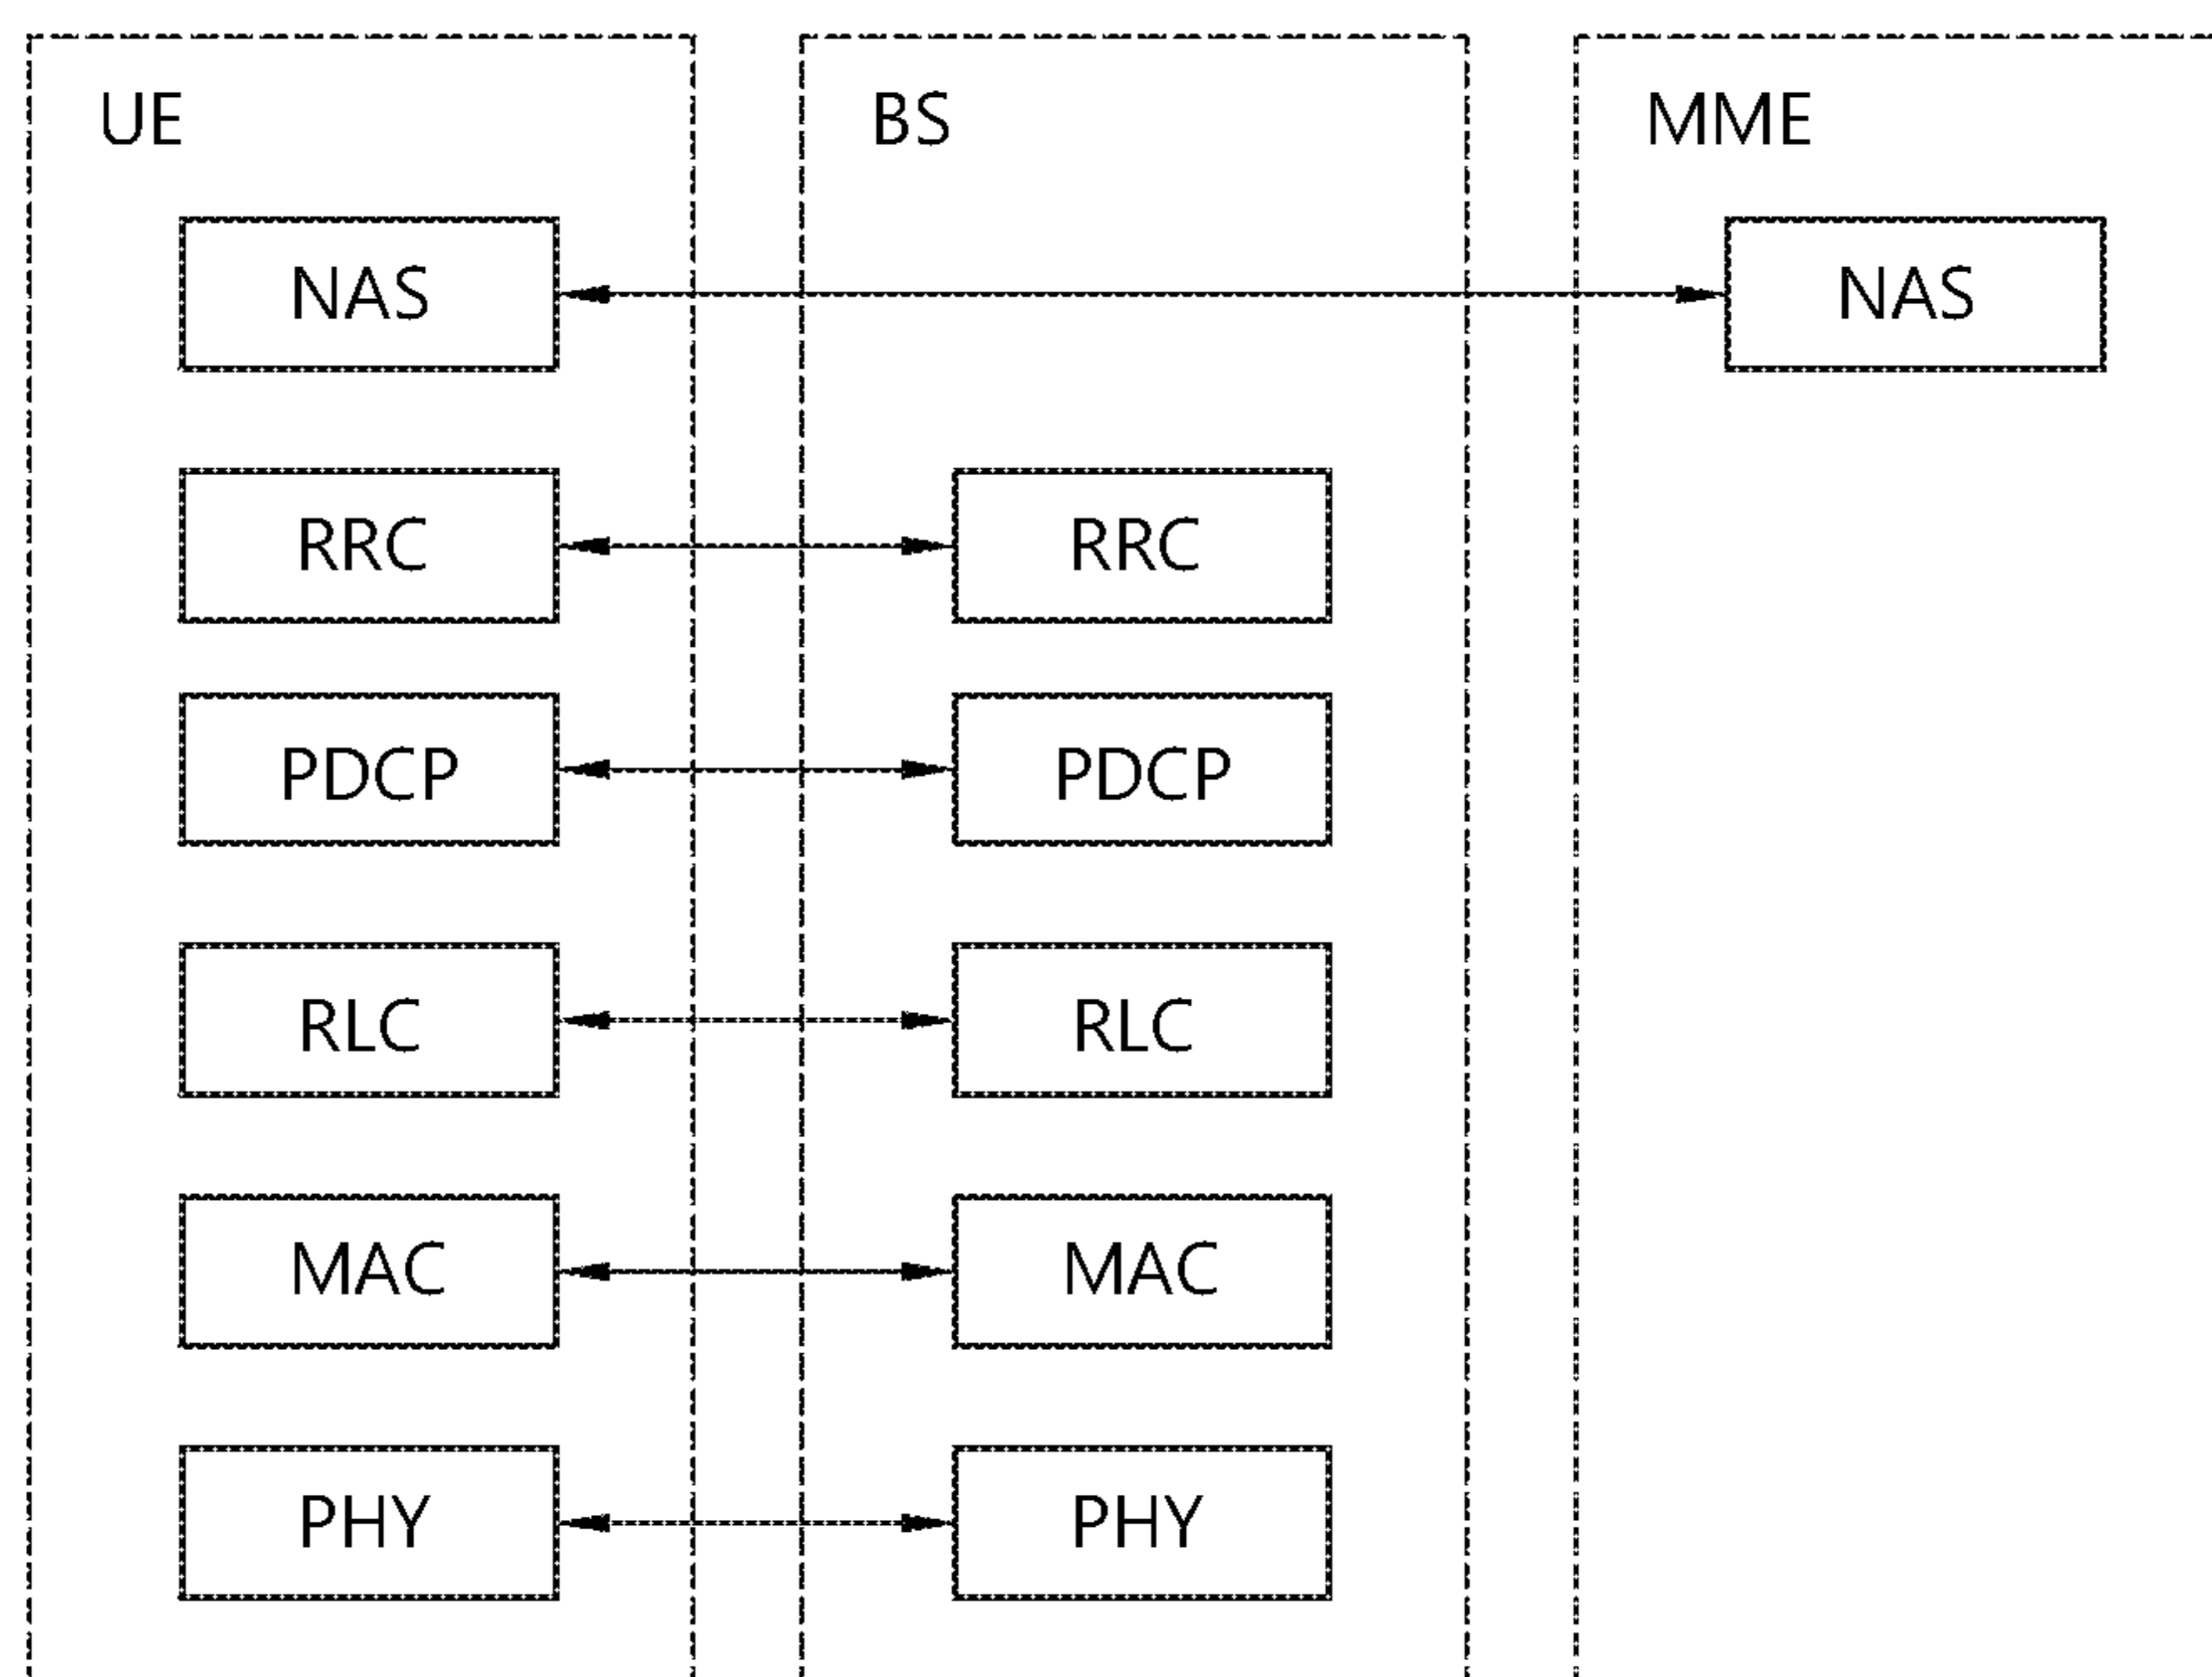 UE BS MME
NAS NAS
RRC RRC
PDCP PDCP
RLC RLC
MAC MAC
PHY PHY